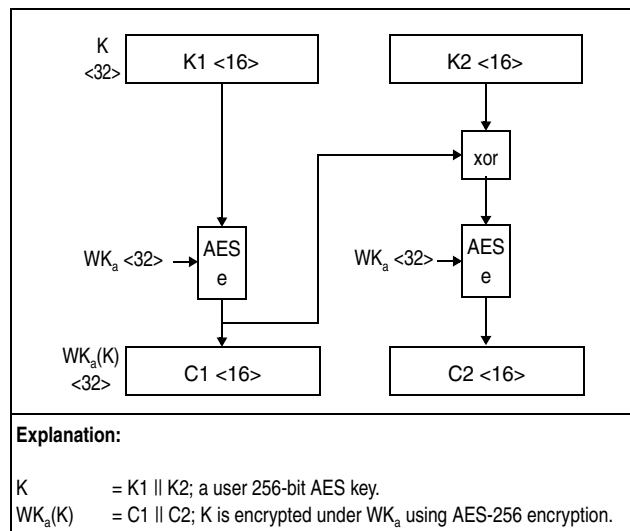 K
<32>
K1 <16>
K2 <16>
xor
WKa <32>
AES
e
WKa <32>
AES
e
WKa(K)
<32>
C1 <16>
C2 <16>
Explanation:
K = K1 || K2; a user 256-bit AES key.
WKa(K) = C1 || C2; K is encrypted under WKa using AES-256 encryption.